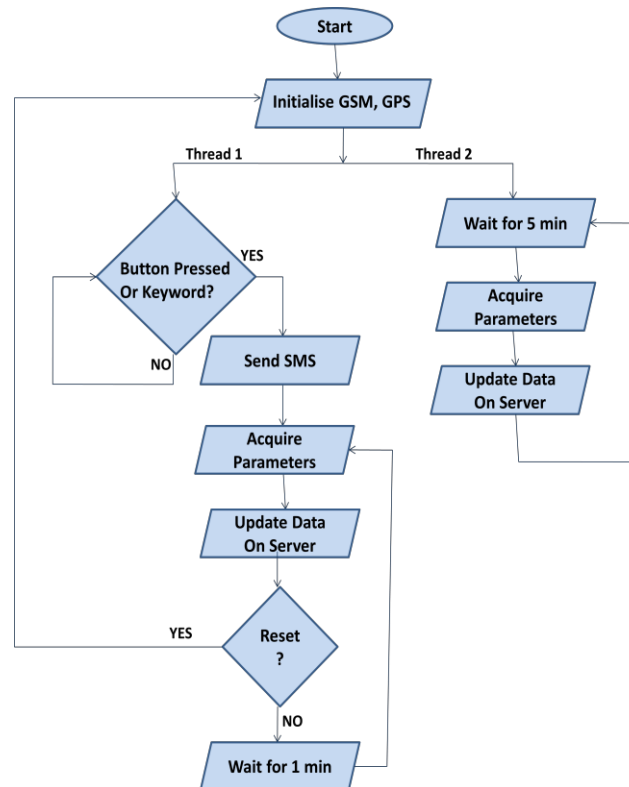 Start
Initialise GSM, GPS
Thread 1
Thread 2
Button Pressed
Or Keyword?
YES
NO
Wait for 5 min
Acquire
Parameters
Update Data
On Server
Send SMS
Acquire
Parameters
Update Data
On Server
Reset
?
YES
NO
Wait for 1 min